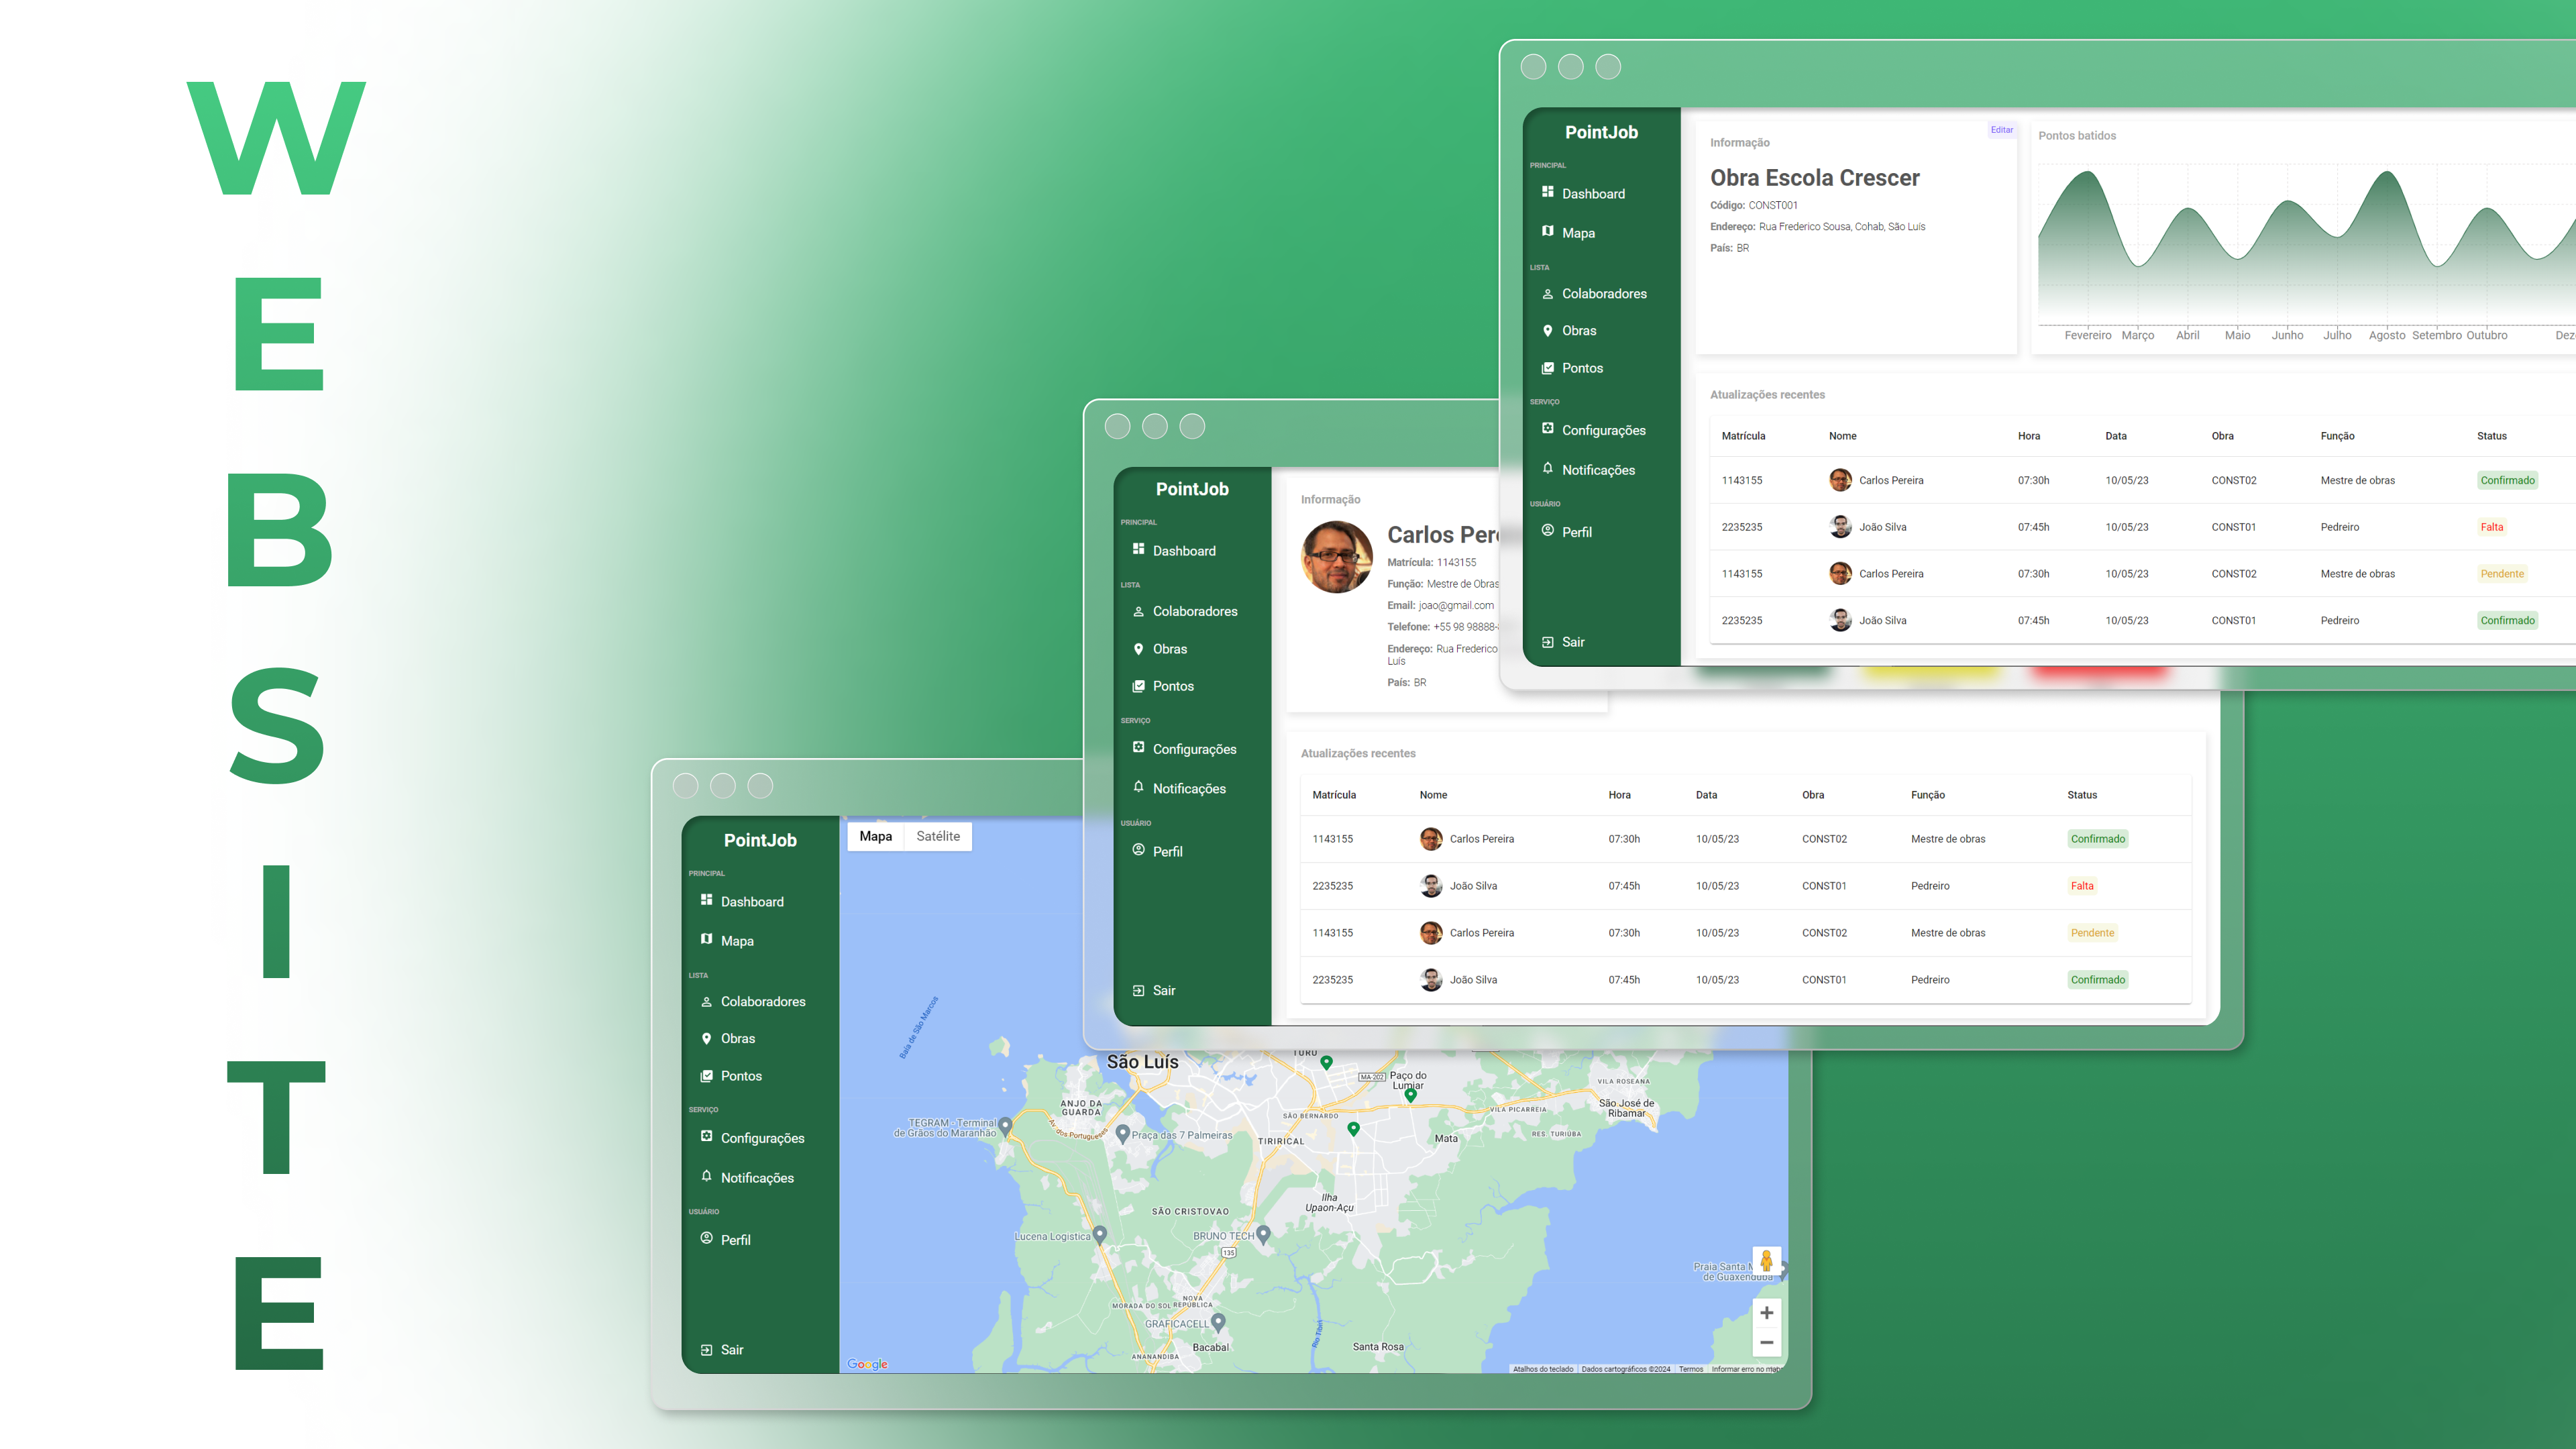 WEBSITE
PointJob
PRINCIPAL
Dashboard
Mapa
LISTA
Colaboradores
Obras
Pontos
SERVIÇO
Configurações
Notificações
USUÁRIO
Perfil
Sair
Informação
Editar
Obra Escola Crescer
Código: CONST001
Endereço: Rua Frederico Sousa, Cohab, São Luís
País: BR
Pontos batidos
Fevereiro Março Abril Maio Junho Julho Agosto Setembro Outubro
Atualizações recentes
Matrícula Nome Hora Data Obra Função Status
1143155 Carlos Pereira 07:30h 10/05/23 CONST02 Mestre de obras Confirmado
2235235 João Silva 07:45h 10/05/23 CONST01 Pedreiro Falta
1143155 Carlos Pereira 07:30h 10/05/23 CONST02 Mestre de obras Pendente
2235235 João Silva 07:45h 10/05/23 CONST01 Pedreiro Confirmado
PointJob
PRINCIPAL
Dashboard
LISTA
Colaboradores
Obras
Pontos
SERVIÇO
Configurações
Notificações
USUÁRIO
Perfil
Sair
Informação
Carlos
Matrícula: 1143155
Função: Mestre de Obras
Email: joao@gmail.com
Telefone: +55 98 98888-
Endereço: Rua Frederico
Luís
País: BR
Atualizações recentes
Matrícula Nome Hora Data Obra Função Status
1143155 Carlos Pereira 07:30h 10/05/23 CONST02 Mestre de obras Confirmado
2235235 João Silva 07:45h 10/05/23 CONST01 Pedreiro Falta
1143155 Carlos Pereira 07:30h 10/05/23 CONST02 Mestre de obras Pendente
2235235 João Silva 07:45h 10/05/23 CONST01 Pedreiro Confirmado
PointJob
PRINCIPAL
Dashboard
Mapa
LISTA
Colaboradores
Obras
Pontos
SERVIÇO
Configurações
Notificações
USUÁRIO
Perfil
Sair
Mapa Satélite
Baía de São Marcos
São Luís
TURU
MA-202
Paço do
Lumiar
VILA ROSEANA
ANJO DA
GUARDA
SÃO BERNARDO
VILA PICARREIA
São José de
Ribamar
TEGRAM - Terminal
de Grãos do Maranhão
Av. dos Portugueses
Praça das 7 Palmeiras
TIRIRICAL
Mata
RES. TURIÚBA
Ilha
Upaon-Açu
SÃO CRISTOVAO
Lucena Logistica
BRUNO TECH
135
Praia Santa
de Guaxenduba
NOVA
REPÚBLICA
MORADA DO SOL
GRAFICACELL
Rio Tibiri
Bacabal
Santa Rosa
ANANANDIBA
Google
Atalhos do teclado Dados cartográficos ©2024 Termos Informar erro no mapa